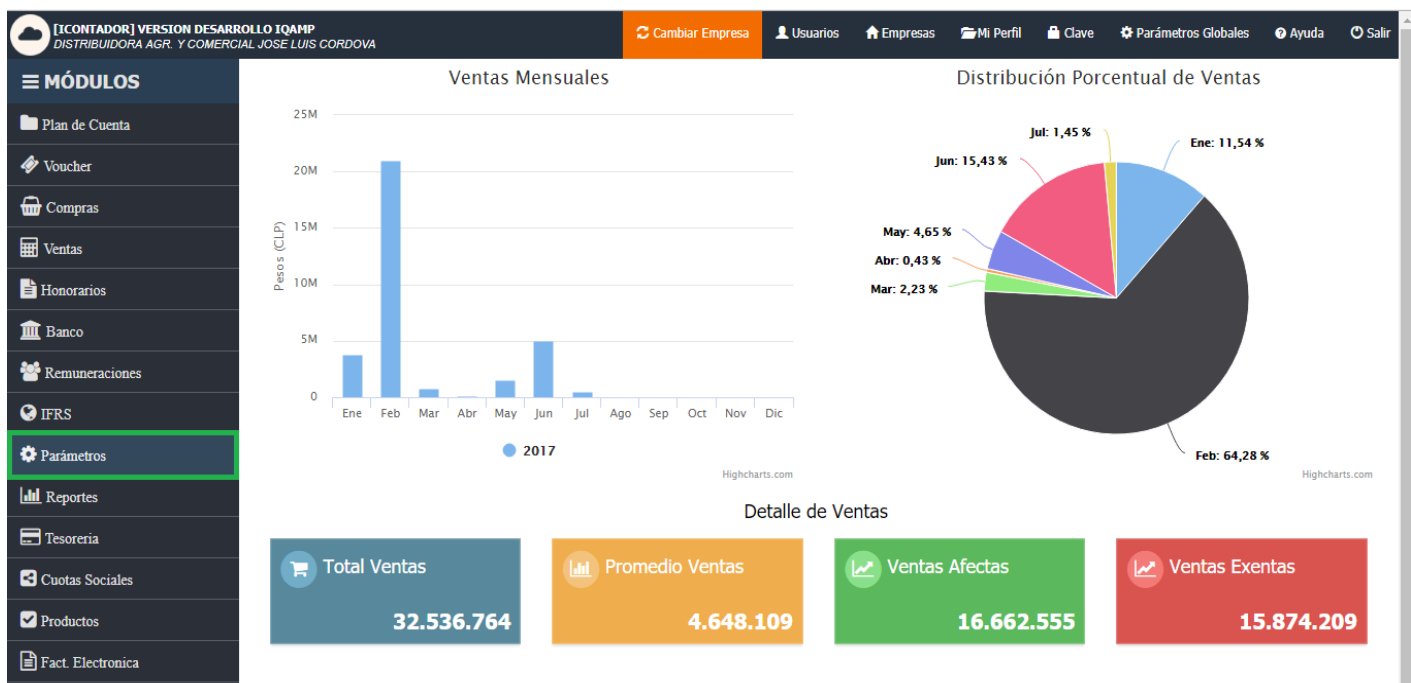 [ICONTADOR] VERSION DESARROLLO IQAMP
DISTRIBUIDORA AGR. Y COMERCIAL JOSE LUIS CORDOVA
Cambiar Empresa
Usuarios
Empresas
Mi Perfil
Clave
Parámetros Globales
Ayuda
Salir
MÓDULOS
Plan de Cuenta
Voucher
Compras
Ventas
Honorarios
Banco
Remuneraciones
IFRS
Parámetros
Reportes
Tesoreria
Cuotas Sociales
Productos
Fact. Electronica
Ventas Mensuales
25M
20M
15M
10M
5M
0
Pesos (CLP)
Ene Feb Mar Abr May Jun Jul Ago Sep Oct Nov Dic
2017
Highcharts.com
Distribución Porcentual de Ventas
Jul: 1,45 %
Ene: 11,54 %
Jun: 15,43 %
May: 4,65 %
Abr: 0,43 %
Mar: 2,23 %
Feb: 64,28 %
Highcharts.com
Detalle de Ventas
Total Ventas
32.536.764
Promedio Ventas
4.648.109
Ventas Afectas
16.662.555
Ventas Exentas
15.874.209